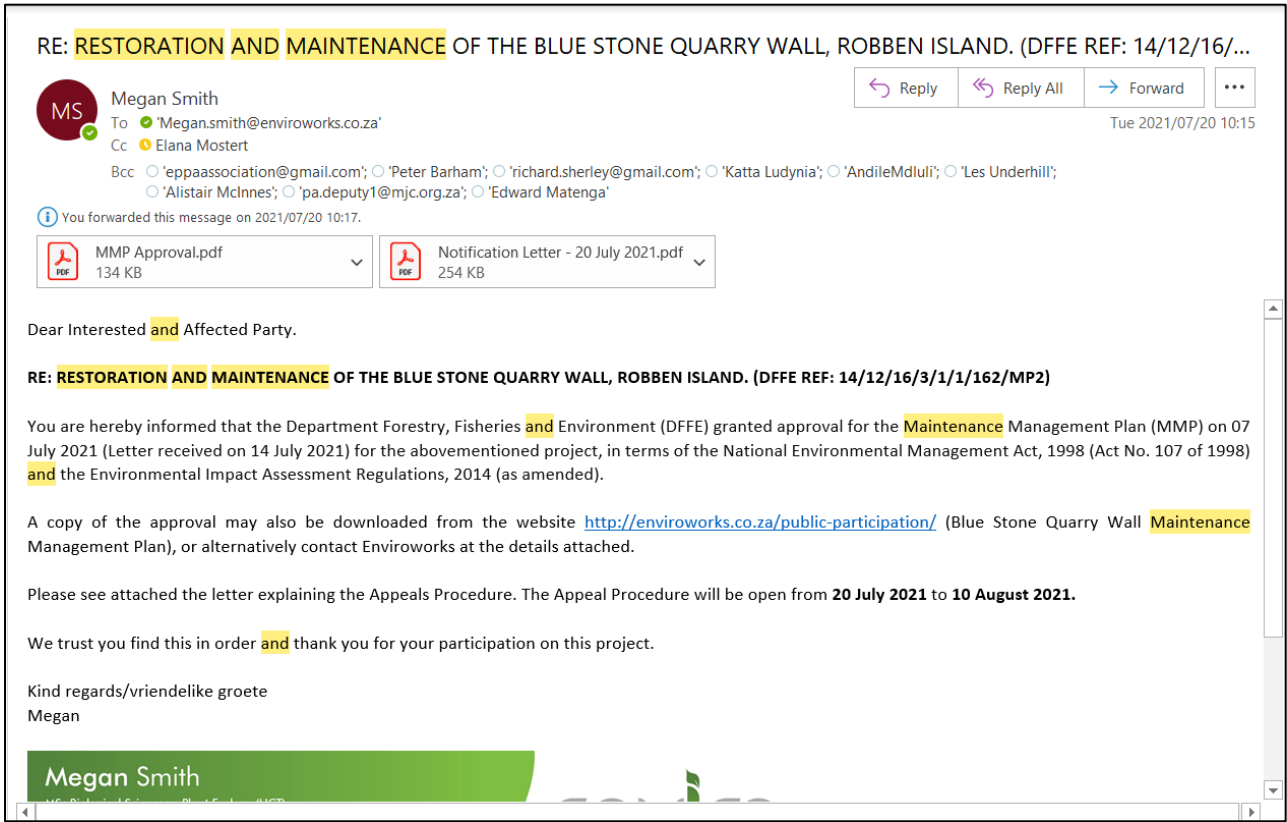 RE: RESTORATION AND MAINTENANCE OF THE BLUE STONE QUARRY WALL, ROBBEN ISLAND. (DFFE REF: 14/12/16/...
Reply Reply All Forward ...
MS
Megan Smith
Tue 2021/07/20 10:15
To 'Megan.smith@enviroworks.co.za'
Cc Elana Mostert
Bcc 'eppaassociation@gmail.com'; 'Peter Barham'; 'richard.sherley@gmail.com'; 'Katta Ludynia'; 'AndileMdluli'; 'Les Underhill';
'Alistair McInnes'; 'pa.deputy1@mjc.org.za'; 'Edward Matenga'
You forwarded this message on 2021/07/20 10:17.
PDF MMP Approval.pdf
134 KB
PDF Notification Letter - 20 July 2021.pdf
254 KB
Dear Interested and Affected Party.
RE: RESTORATION AND MAINTENANCE OF THE BLUE STONE QUARRY WALL, ROBBEN ISLAND. (DFFE REF: 14/12/16/3/1/1/162/MP2)
You are hereby informed that the Department Forestry, Fisheries and Environment (DFFE) granted approval for the Maintenance Management Plan (MMP) on 07
July 2021 (Letter received on 14 July 2021) for the abovementioned project, in terms of the National Environmental Management Act, 1998 (Act No. 107 of 1998)
and the Environmental Impact Assessment Regulations, 2014 (as amended).
A copy of the approval may also be downloaded from the website http://enviroworks.co.za/public-participation/ (Blue Stone Quarry Wall Maintenance
Management Plan), or alternatively contact Enviroworks at the details attached.
Please see attached the letter explaining the Appeals Procedure. The Appeal Procedure will be open from 20 July 2021 to 10 August 2021.
We trust you find this in order and thank you for your participation on this project.
Kind regards/vriendelike groete
Megan
Megan Smith